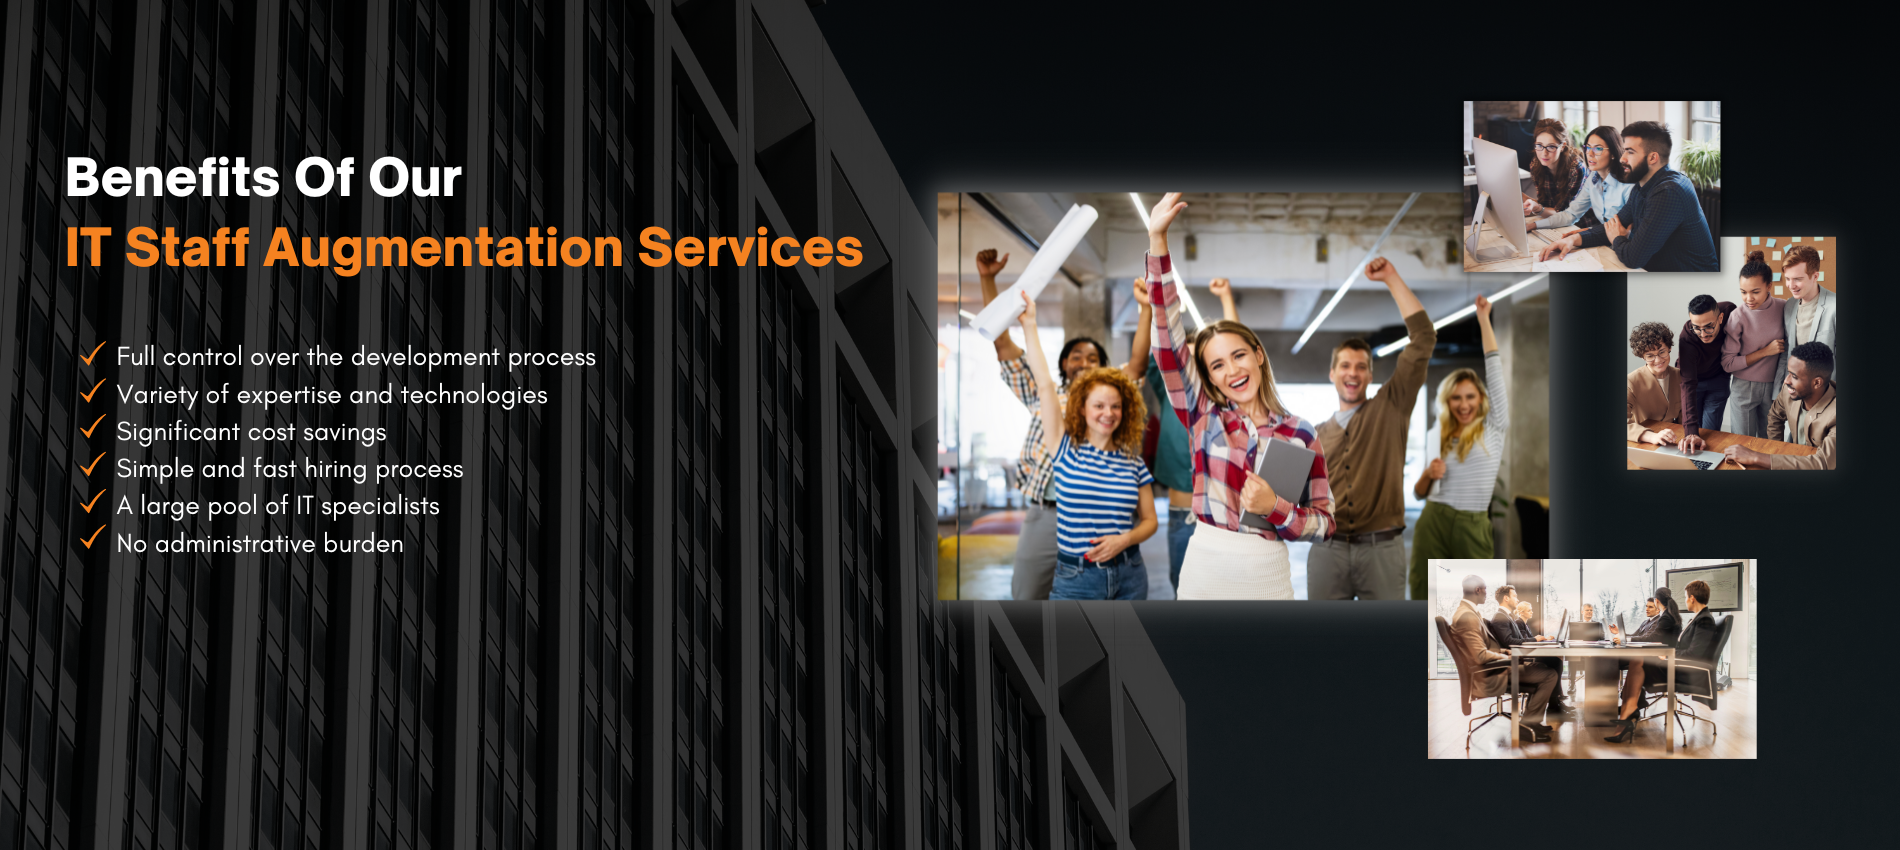 Benefits Of Our
IT Staff Augmentation Services
Full control over the development process
Variety of expertise and technologies
Significant cost savings
Simple and fast hiring process
A large pool of IT specialists
No administrative burden